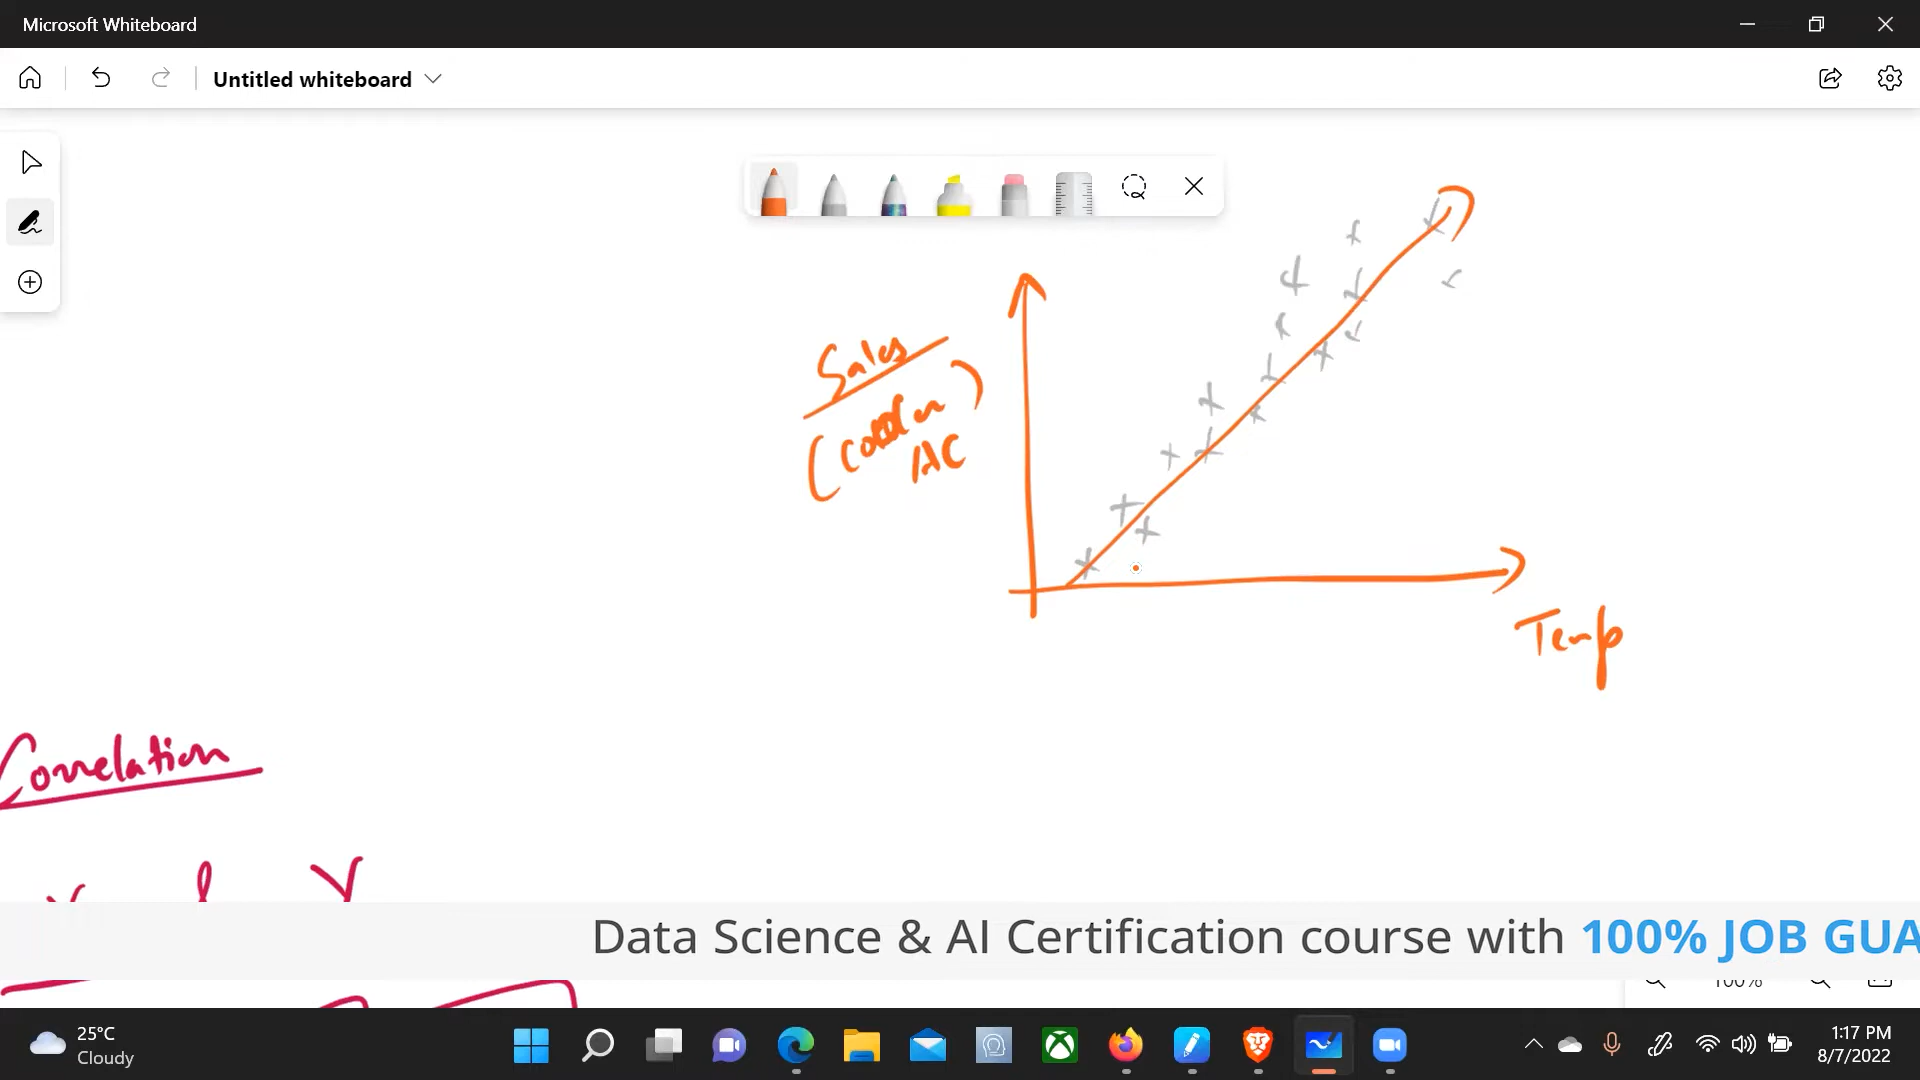 Microsoft Whiteboard
Untitled whiteboard
Sales
AC
Temp
Correlation
Y
Data Science & AI Certification course with 100% JOB GUA
100%
25°C
Cloudy
1:17 PM
8/7/2022